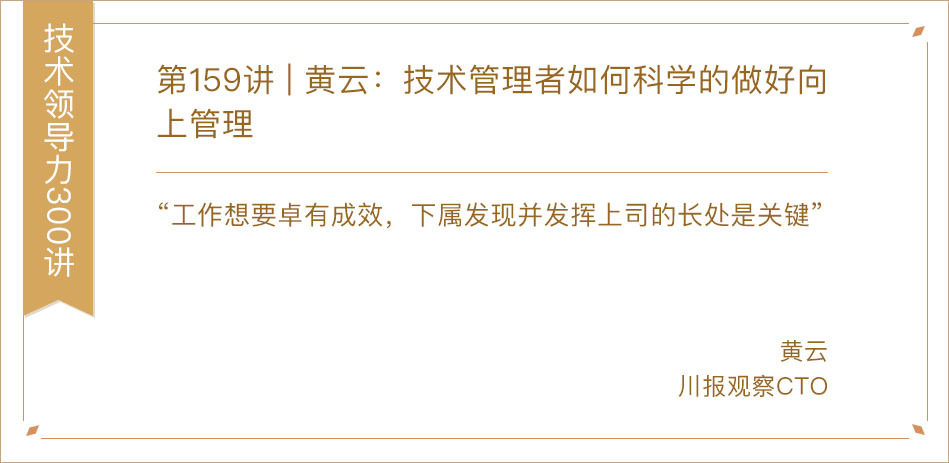 技术领导力300讲
第159讲 | 黄云：技术管理者如何科学的做好向
上管理
“工作想要卓有成效，下属发现并发挥上司的长处是关键”
黄云
川报观察CTO